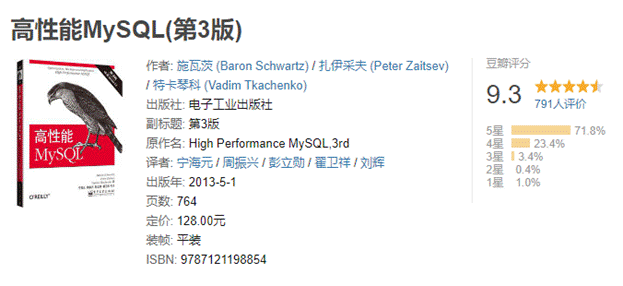 高性能MySQL(第3版)
高性能
MySQL
O'REILLY
作者: 施瓦茨 (Baron Schwartz) / 扎伊采夫 (Peter Zaitsev)
/ 特卡琴科 (Vadim Tkachenko)
出版社: 电子工业出版社
副标题: 第3版
原作名: High Performance MySQL,3rd
译者: 宁海元 / 周振兴 / 彭立勋 / 翟卫祥 / 刘辉
出版年: 2013-5-1
页数: 764
定价: 128.00元
装帧: 平装
ISBN: 9787121198854
豆瓣评分
9.3
791人评价
5星 71.8%
4星 23.4%
3星 3.4%
2星 0.4%
1星 1.0%